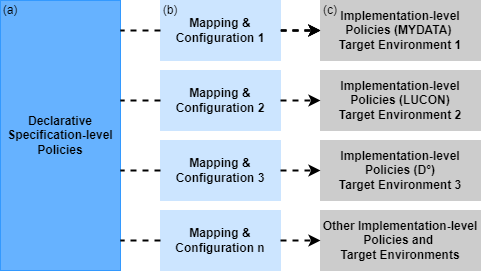 (a)
Declarative
Specification-level
Policies
(b)
Mapping &
Configuration 1
Mapping &
Configuration 2
Mapping &
Configuration 3
Mapping &
Configuration n
(c)
Implementation-level
Policies (MYDATA)
Target Environment 1
Implementation-level
Policies (LUCON)
Target Environment 2
Implementation-level
Policies (D°)
Target Environment 3
Other Implementation-level
Policies and
Target Environments